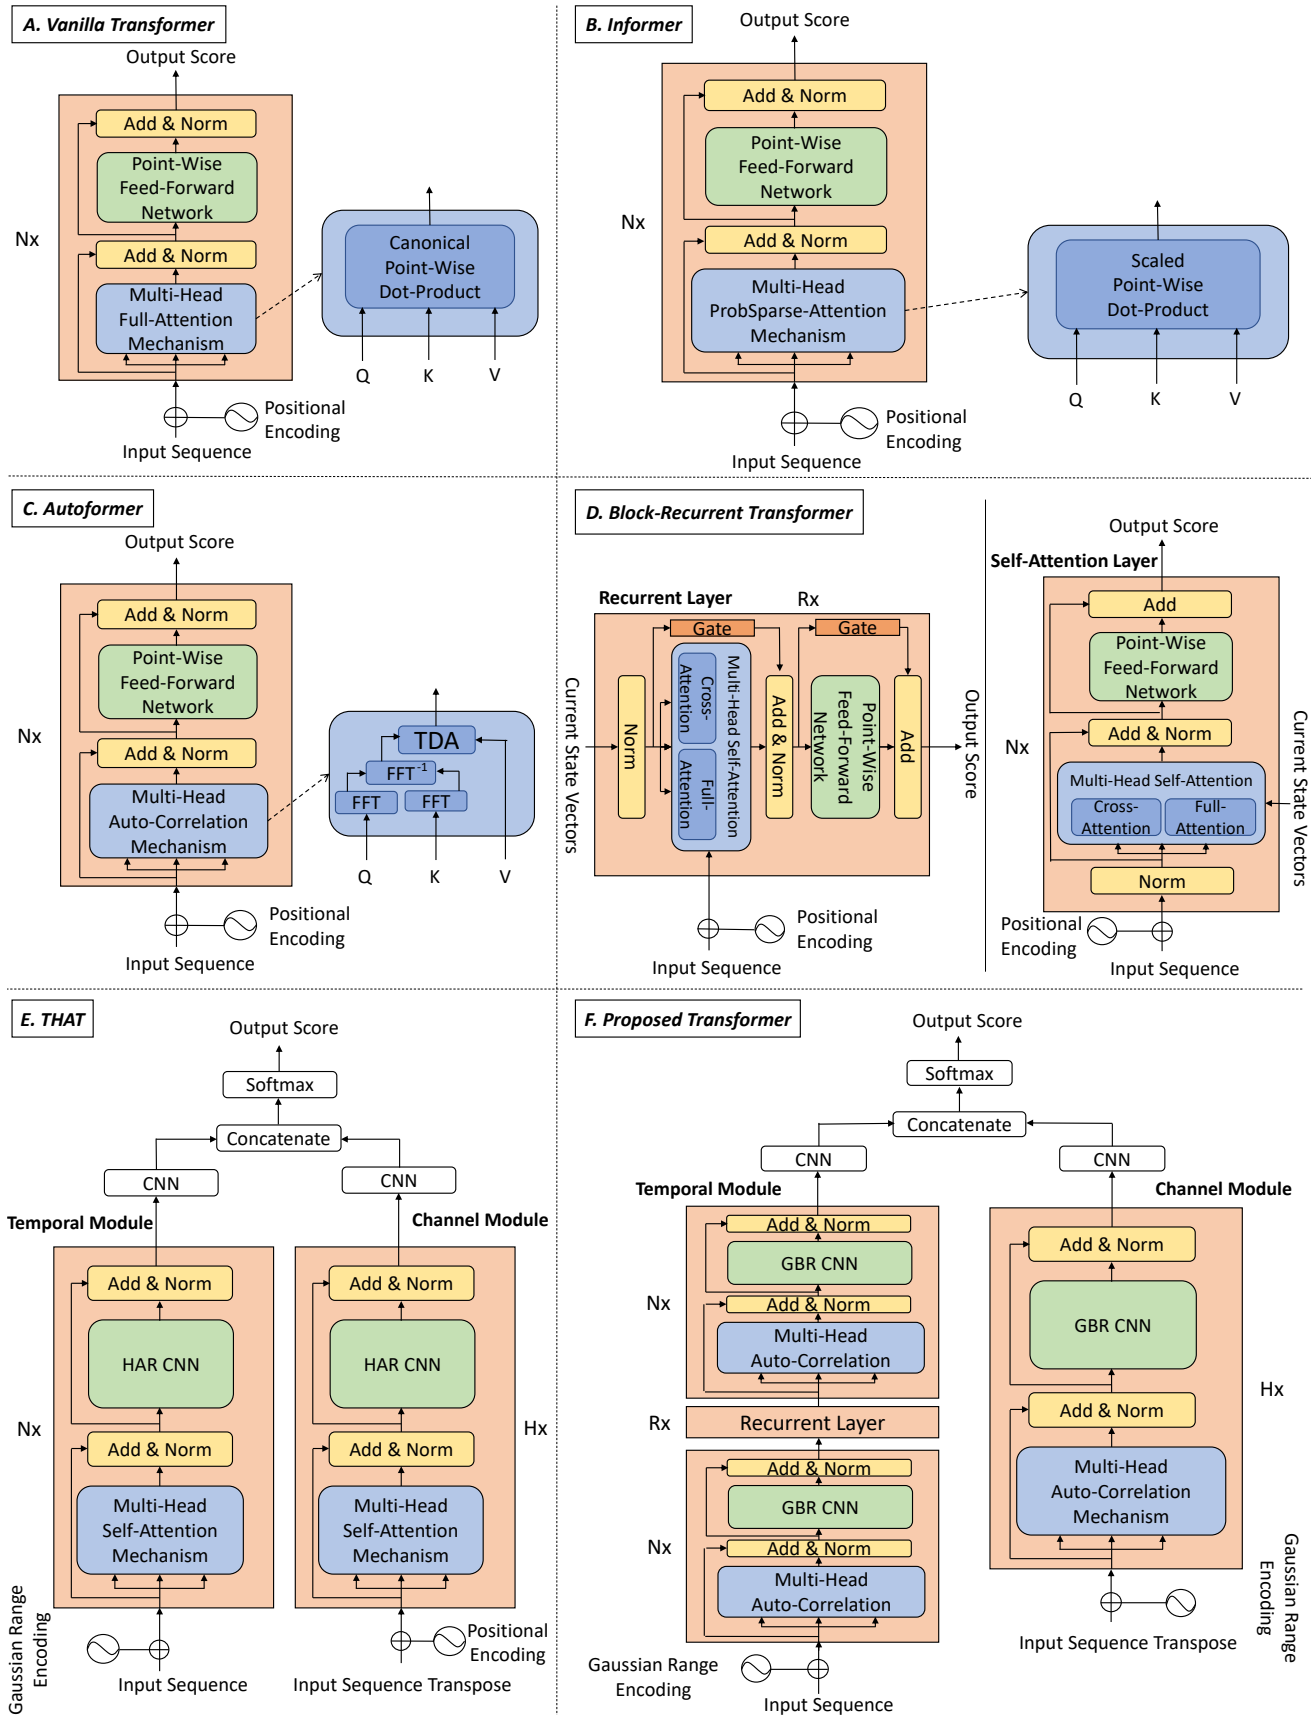 A. Vanilla Transformer
Output Score
Add & Norm
Point-Wise
Feed-Forward
Network
Nx
Add & Norm
Multi-Head
Full-Attention
Mechanism
Canonical
Point-Wise
Dot-Product
Q
K
V
Positional
Encoding
Input Sequence
B. Informer
Output Score
Add & Norm
Point-Wise
Feed-Forward
Network
Nx
Add & Norm
Multi-Head
ProbSparse-Attention
Mechanism
Scaled
Point-Wise
Dot-Product
Q
K
V
Positional
Encoding
Input Sequence
C. Autoformer
Output Score
Add & Norm
Point-Wise
Feed-Forward
Network
Nx
Add & Norm
Multi-Head
Auto-Correlation
Mechanism
TDA
FFT-1
FFT
FFT
Q
K
V
Positional
Encoding
Input Sequence
D. Block-Recurrent Transformer
Recurrent Layer
Rx
Gate
Gate
Current State Vectors
Norm
Cross-
Attention
Full-
Attention
Multi-Head Self-Attention
Add & Norm
Point-Wise
Feed-Forward
Network
Add
Output Score
Positional
Encoding
Input Sequence
Output Score
Self-Attention Layer
Add
Point-Wise
Feed-Forward
Network
Nx
Add & Norm
Multi-Head Self-Attention
Cross-
Attention
Full-
Attention
Current State Vectors
Norm
Positional
Encoding
Input Sequence
E. THAT
Output Score
Softmax
Concatenate
CNN
CNN
Temporal Module
Channel Module
Add & Norm
HAR CNN
Nx
Add & Norm
Multi-Head
Self-Attention
Mechanism
Gaussian Range
Encoding
Input Sequence
Add & Norm
HAR CNN
Hx
Add & Norm
Multi-Head
Self-Attention
Mechanism
Positional
Encoding
Input Sequence Transpose
F. Proposed Transformer
Output Score
Softmax
Concatenate
CNN
CNN
Temporal Module
Channel Module
Add & Norm
GBR CNN
Nx
Add & Norm
Multi-Head
Auto-Correlation
Rx
Recurrent Layer
Add & Norm
GBR CNN
Nx
Add & Norm
Multi-Head
Auto-Correlation
Gaussian Range
Encoding
Input Sequence
Add & Norm
GBR CNN
Hx
Add & Norm
Multi-Head
Auto-Correlation
Mechanism
Gaussian Range
Encoding
Input Sequence Transpose